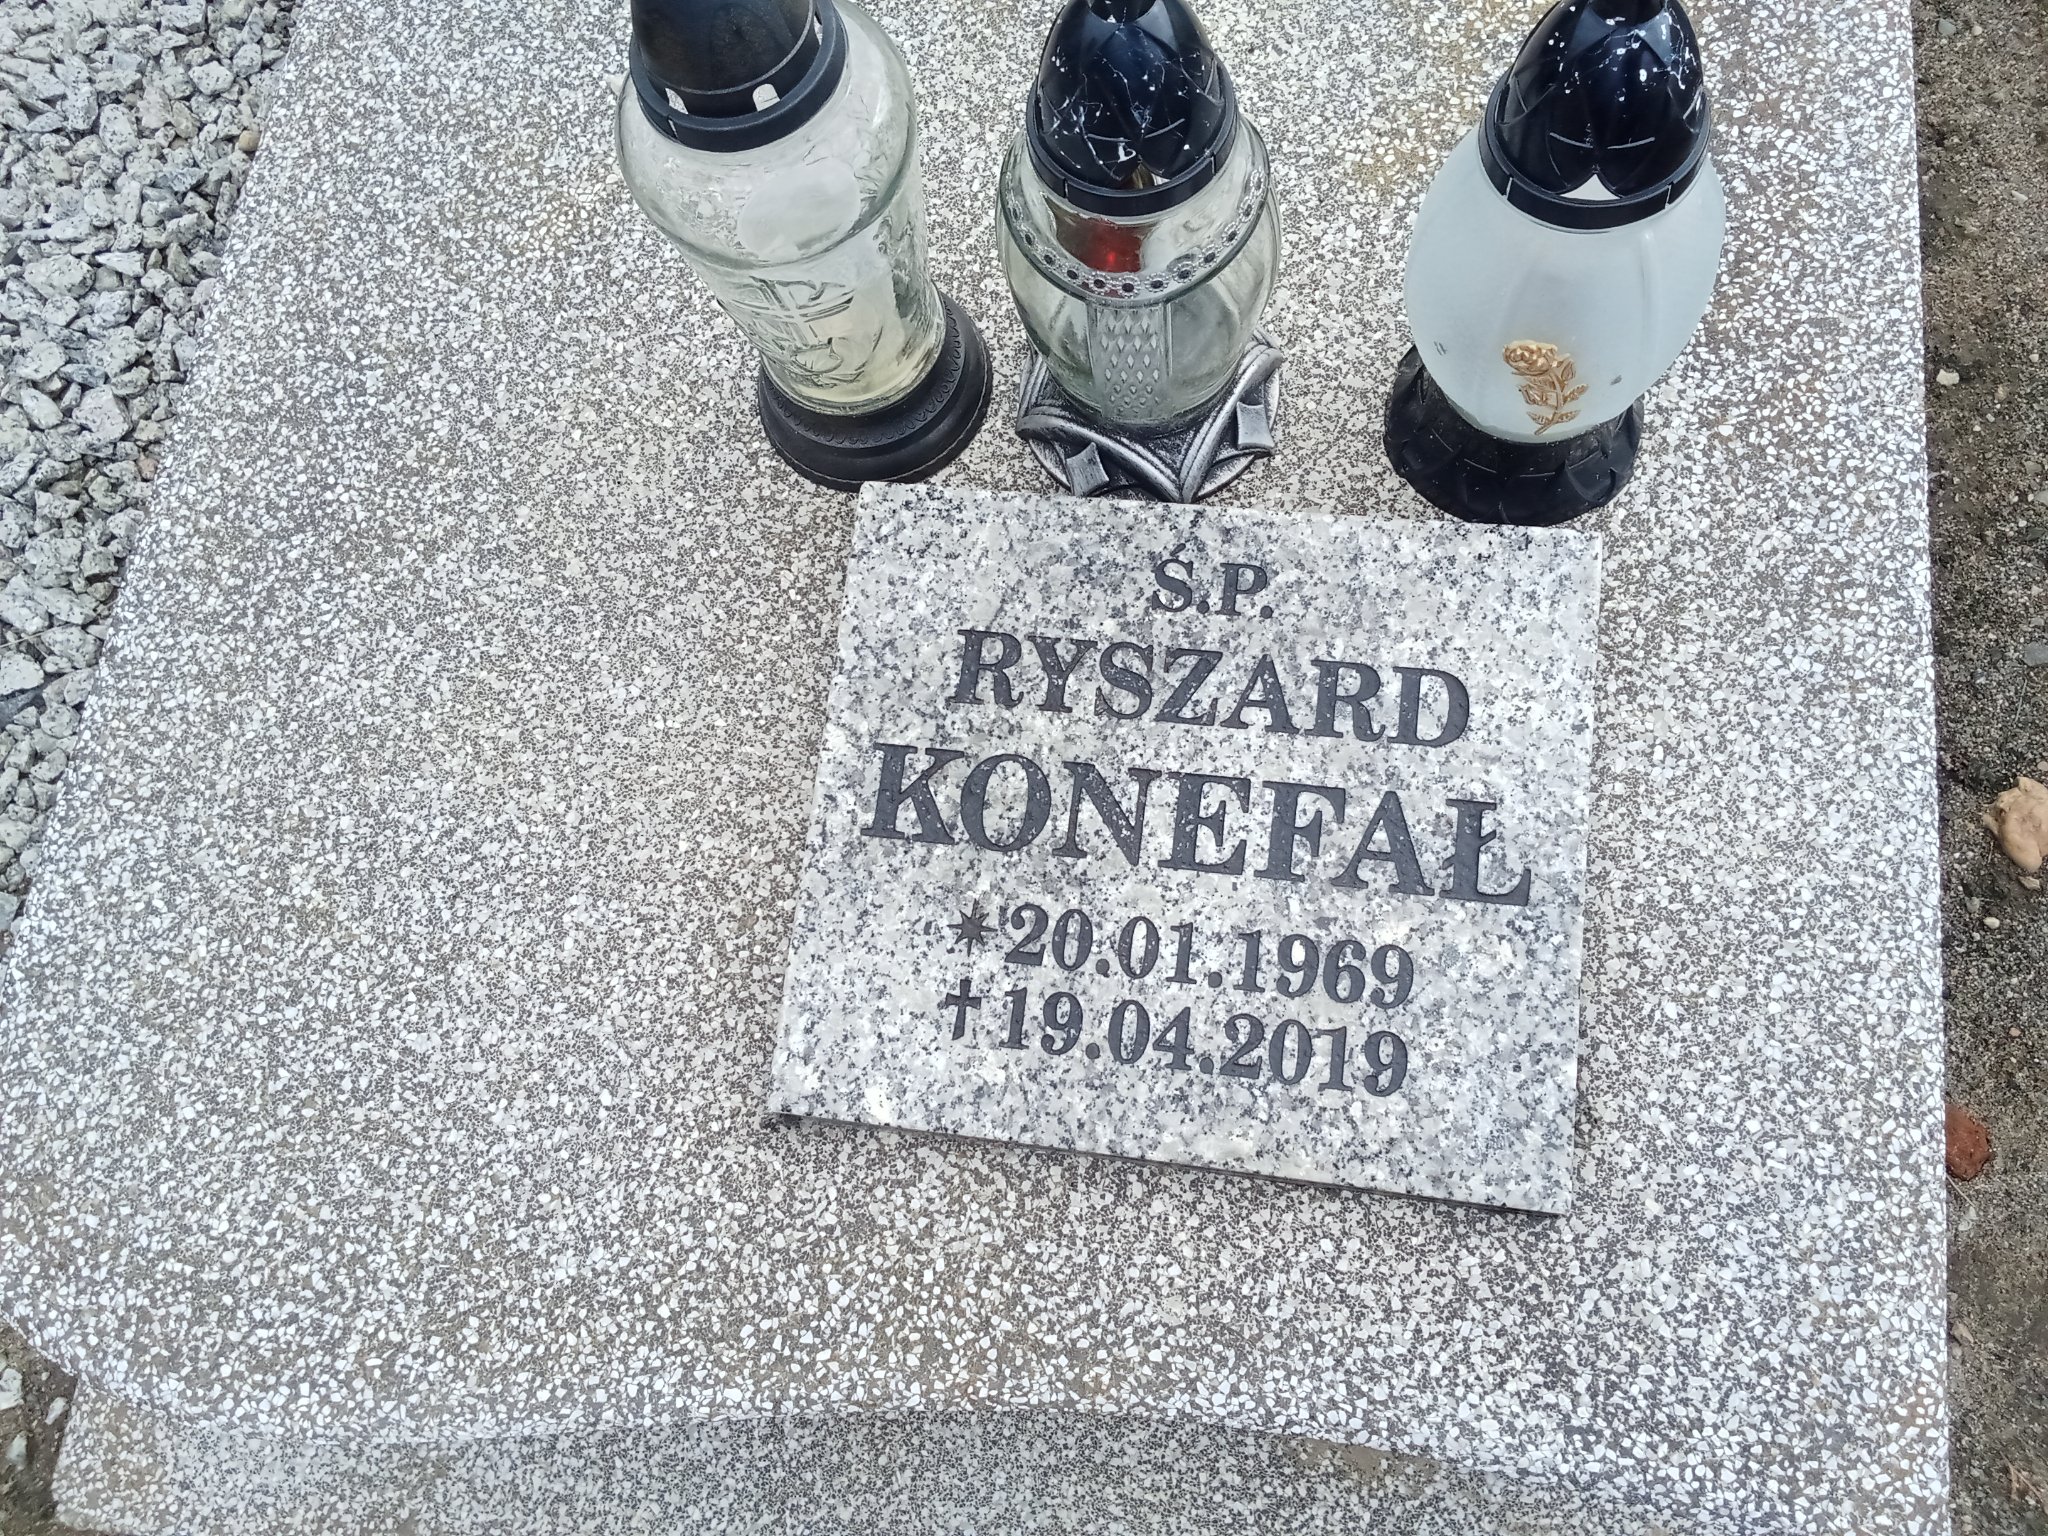 Ś.P.
RYSZARD
KONEFAŁ
✷ 20.01.1969
✝ 19.04.2019